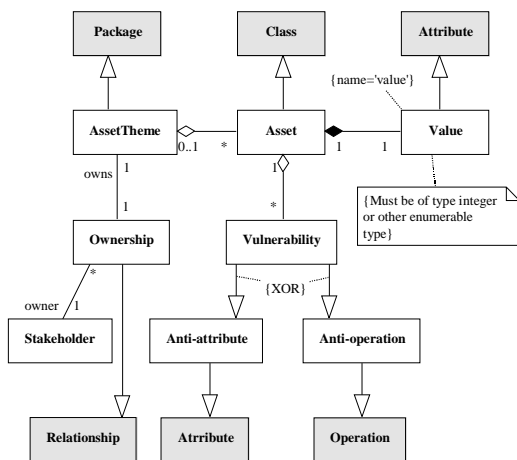 Package
Class
Attribute
{name='value'}
AssetTheme
Asset
Value
0..1
*
1
1
1
1
owns
{Must be of type integer
or other enumerable
type}
1
*
Ownership
Vulnerability
*
{XOR}
owner
1
Stakeholder
Anti-attribute
Anti-operation
Relationship
Atrribute
Operation